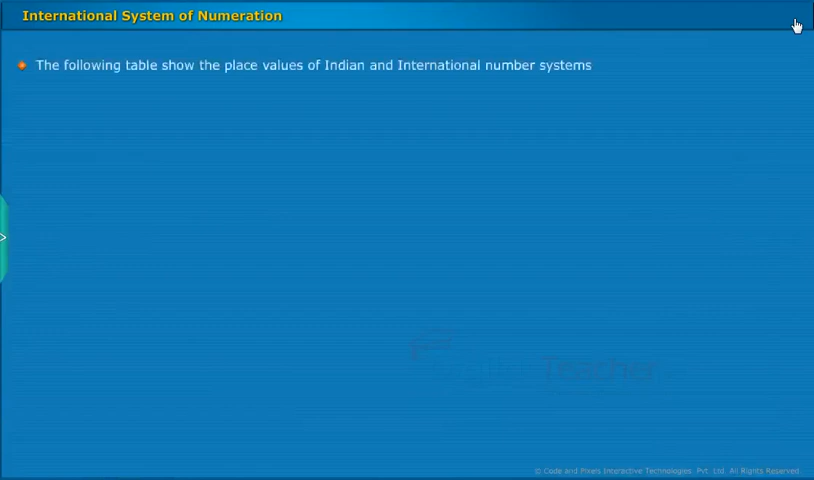 International System of Numeration
The following table show the place values of Indian and International number systems
Teacher
© Code and Pixels Interactive Technologies. Pvt. Ltd. All Rights Reserved.